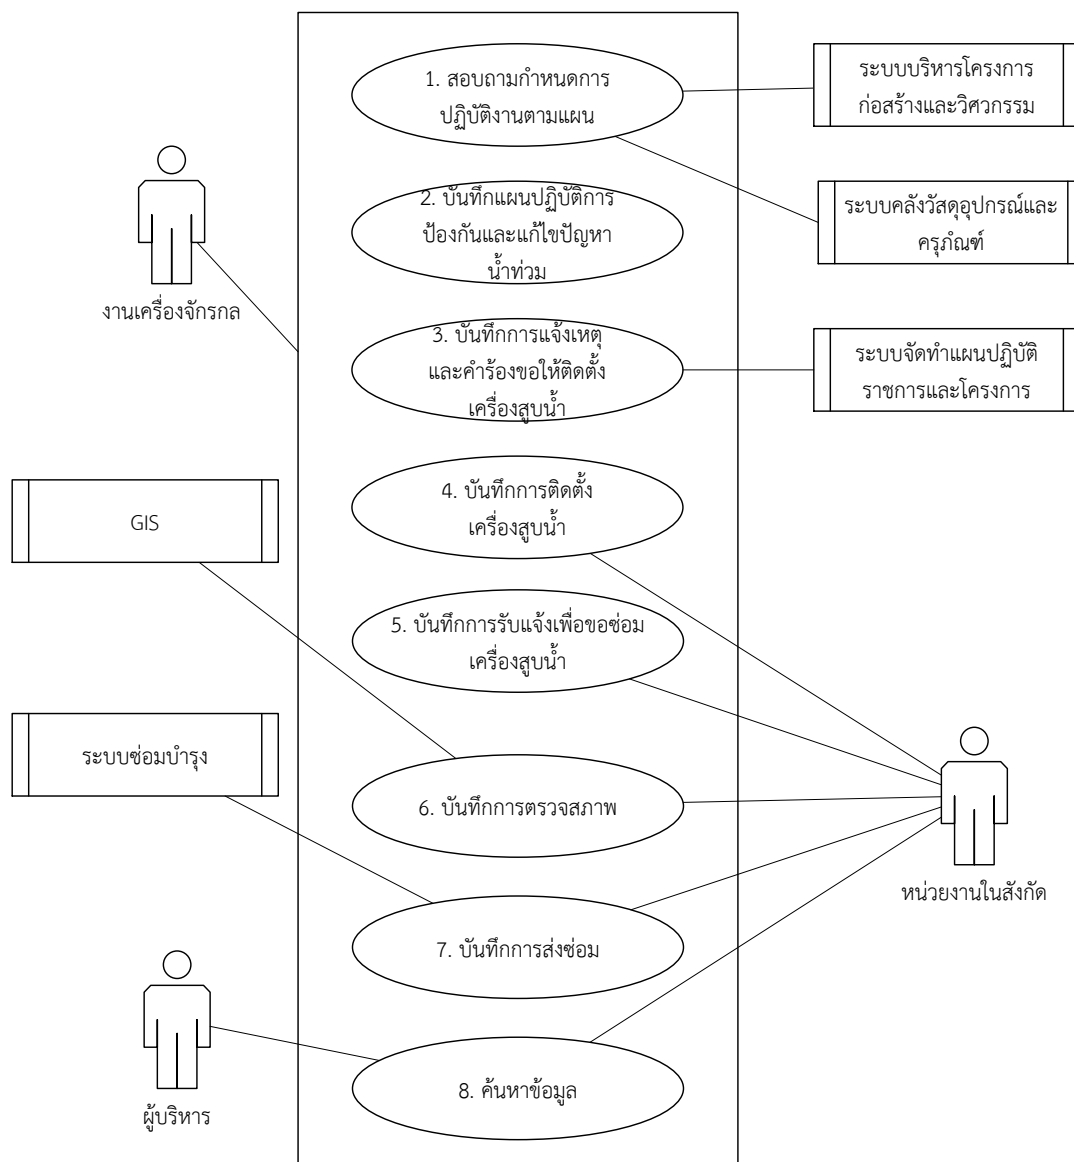 1. สอบถามกำหนดการ
ปฏิบัติงานตามแผน
ระบบบริหารโครงการ
ก่อสร้างและวิศวกรรม
2. บันทึกแผนปฏิบัติการ
ป้องกันและแก้ไขปัญหา
น้ำท่วม
ระบบคลังวัสดุอุปกรณ์และ
ครุภัณฑ์
งานเครื่องจักรกล
3. บันทึกการแจ้งเหตุ
และคำร้องขอให้ติดตั้ง
เครื่องสูบน้ำ
ระบบจัดทำแผนปฏิบัติ
ราชการและโครงการ
GIS
4. บันทึกการติดตั้ง
เครื่องสูบน้ำ
5. บันทึกการรับแจ้งเพื่อขอซ่อม
เครื่องสูบน้ำ
ระบบซ่อมบำรุง
6. บันทึกการตรวจสภาพ
หน่วยงานในสังกัด
7. บันทึกการส่งซ่อม
8. ค้นหาข้อมูล
ผู้บริหาร